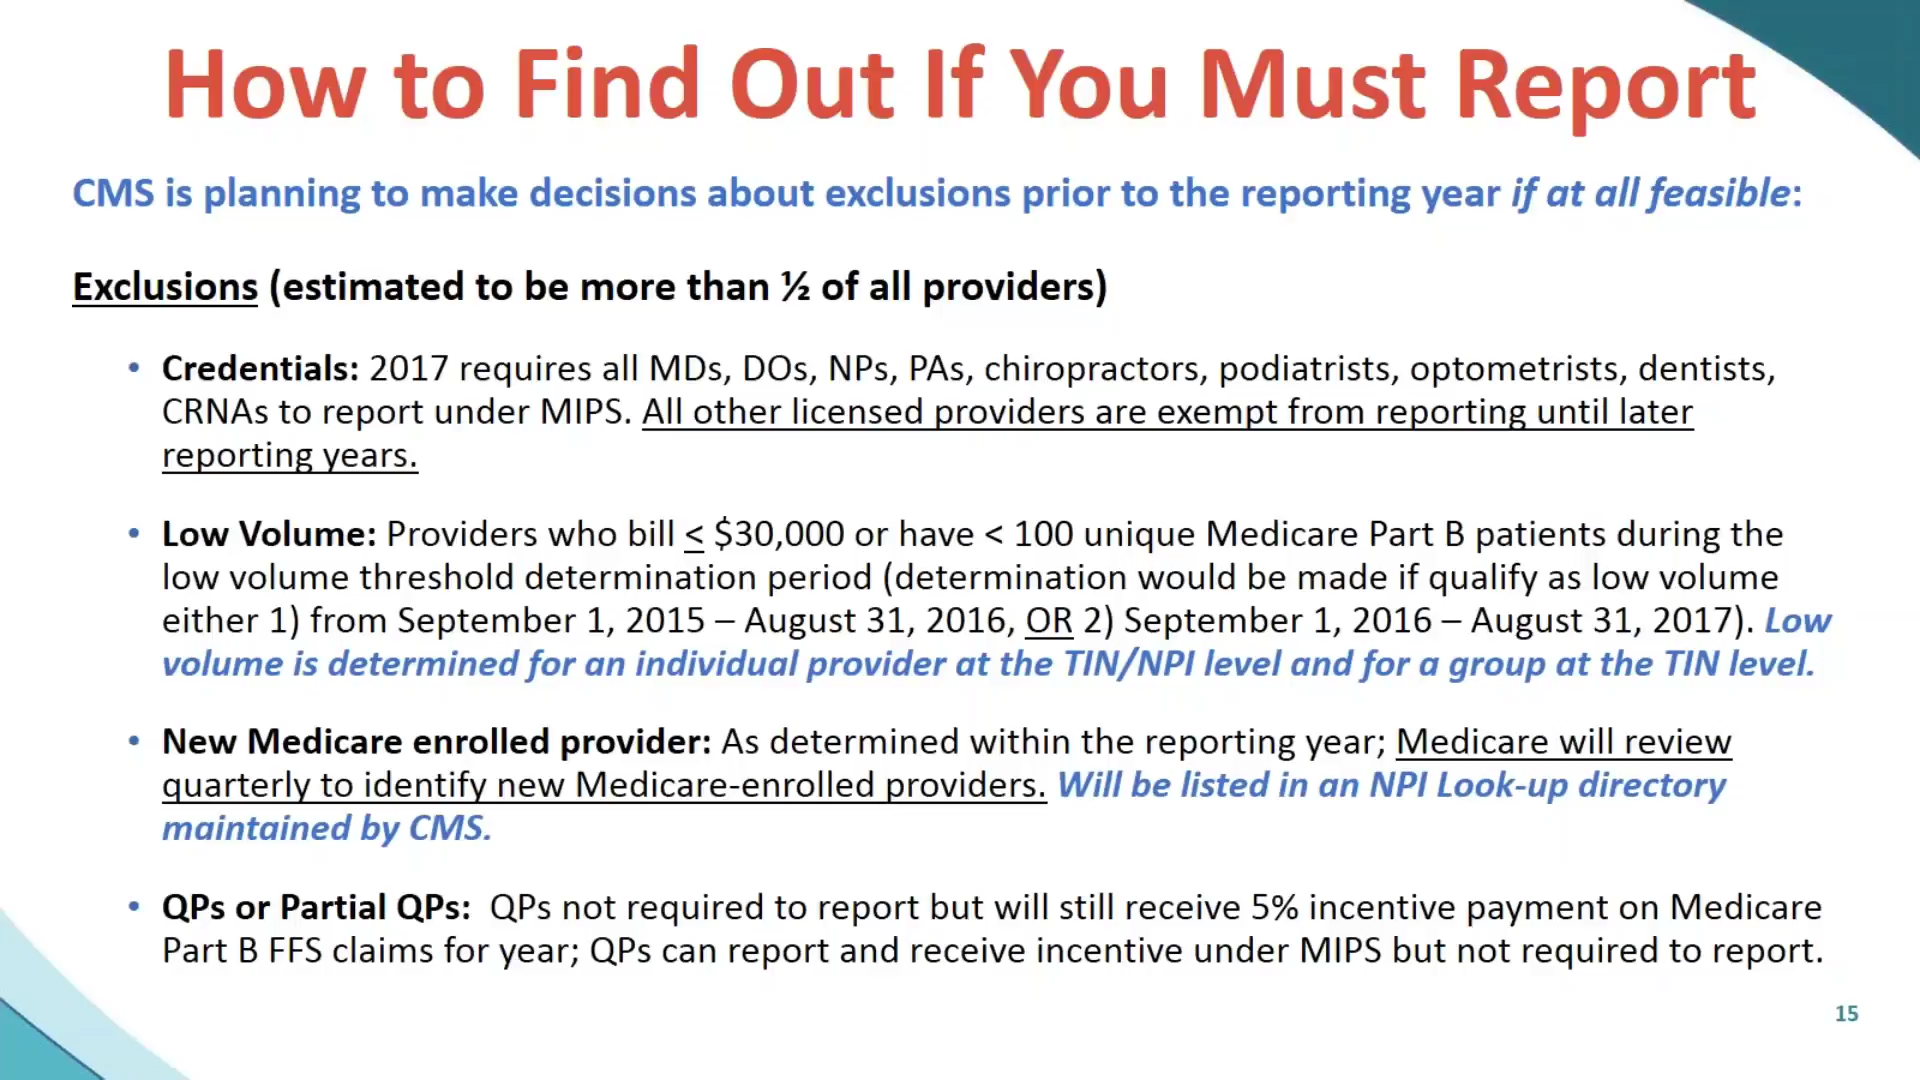 How to Find Out If You Must Report
CMS is planning to make decisions about exclusions prior to the reporting year if at all feasible:
Exclusions (estimated to be more than ½ of all providers)
• Credentials: 2017 requires all MDs, DOs, NPs, PAs, chiropractors, podiatrists, optometrists, dentists,
CRNAs to report under MIPS. All other licensed providers are exempt from reporting until later
reporting years.
• Low Volume: Providers who bill < $30,000 or have < 100 unique Medicare Part B patients during the
low volume threshold determination period (determination would be made if qualify as low volume
either 1) from September 1, 2015 – August 31, 2016, OR 2) September 1, 2016 – August 31, 2017). Low
volume is determined for an individual provider at the TIN/NPI level and for a group at the TIN level.
• New Medicare enrolled provider: As determined within the reporting year; Medicare will review
quarterly to identify new Medicare-enrolled providers. Will be listed in an NPI Look-up directory
maintained by CMS.
• QPs or Partial QPs:  QPs not required to report but will still receive 5% incentive payment on Medicare
Part B FFS claims for year; QPs can report and receive incentive under MIPS but not required to report.
15